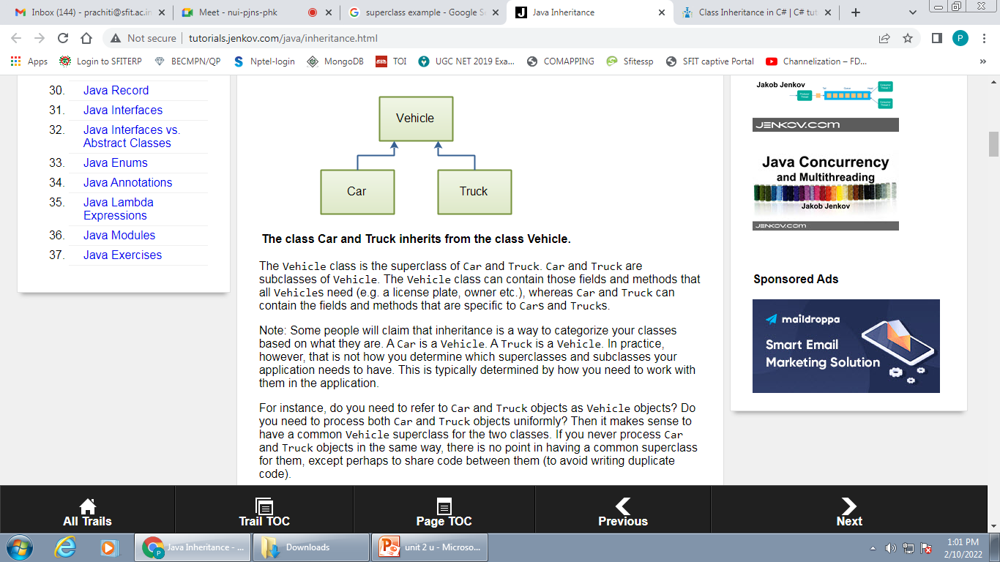 Inbox (144) - prachiti@sfit.ac.in
Meet - nui-pjns-phk
superclass example - Google Se
Java Inheritance
Class Inheritance in C# | C# tut
Not secure | tutorials.jenkov.com/java/inheritance.html
P
Apps
Login to SFITERP
BECMPN/QP
Nptel-login
MongoDB
TOI
UGC NET 2019 Exa...
COMAPPING
Sfitessp
SFIT captive Portal
Channelization – FD...
»
30. Java Record
31. Java Interfaces
32. Java Interfaces vs.
Abstract Classes
33. Java Enums
34. Java Annotations
35. Java Lambda
Expressions
36. Java Modules
37. Java Exercises
Vehicle
Car
Truck
The class Car and Truck inherits from the class Vehicle.
The Vehicle class is the superclass of Car and Truck. Car and Truck are
subclasses of Vehicle. The Vehicle class can contain those fields and methods that
all Vehicles need (e.g. a license plate, owner etc.), whereas Car and Truck can
contain the fields and methods that are specific to Cars and Trucks.
Note: Some people will claim that inheritance is a way to categorize your classes
based on what they are. A Car is a Vehicle. A Truck is a Vehicle. In practice,
however, that is not how you determine which superclasses and subclasses your
application needs to have. This is typically determined by how you need to work with
them in the application.
For instance, do you need to refer to Car and Truck objects as Vehicle objects? Do
you need to process both Car and Truck objects uniformly? Then it makes sense to
have a common Vehicle superclass for the two classes. If you never process Car
and Truck objects in the same way, there is no point in having a common superclass
for them, except perhaps to share code between them (to avoid writing duplicate
code).
Jakob Jenkov
JENKOV.COM
Java Concurrency
and Multithreading
Jakob Jenkov
JENKOV.COM
Sponsored Ads
maildroppa
Smart Email
Marketing Solution
All Trails
Trail TOC
Page TOC
Previous
Next
Java Inheritance - ...
Downloads
unit 2 u - Microso...
1:01 PM
2/10/2022